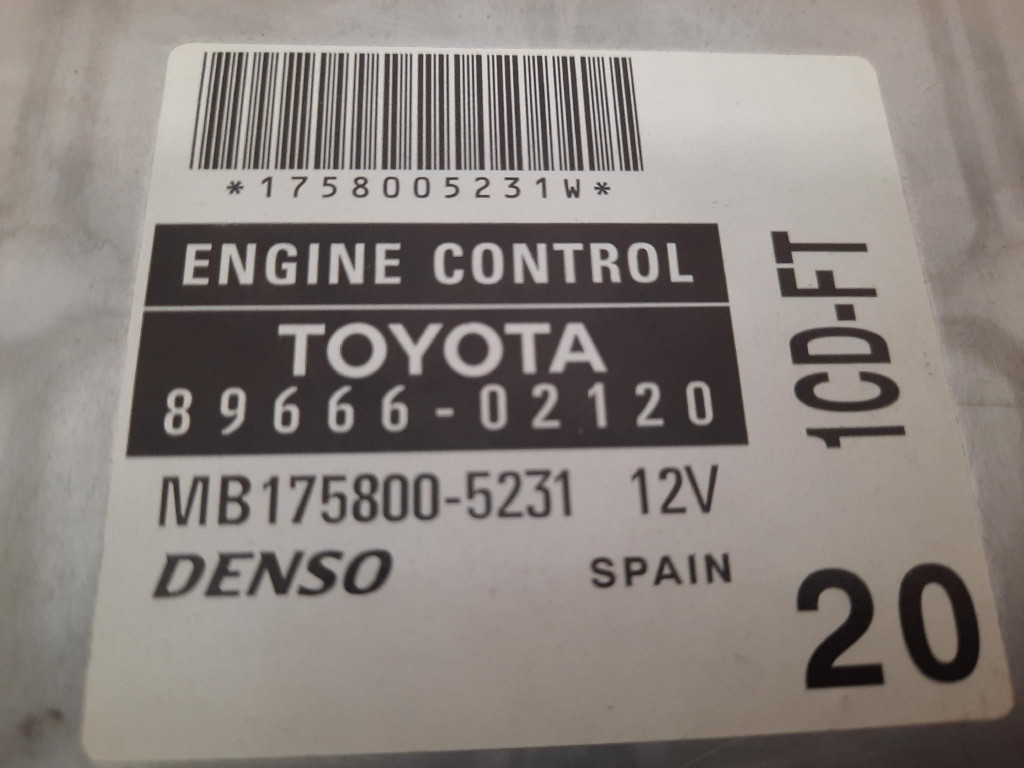 *1758005231W*
ENGINE CONTROL
TOYOTA
89666-02120
MB175800-5231 12V
DENSO SPAIN
1CD-FT
20